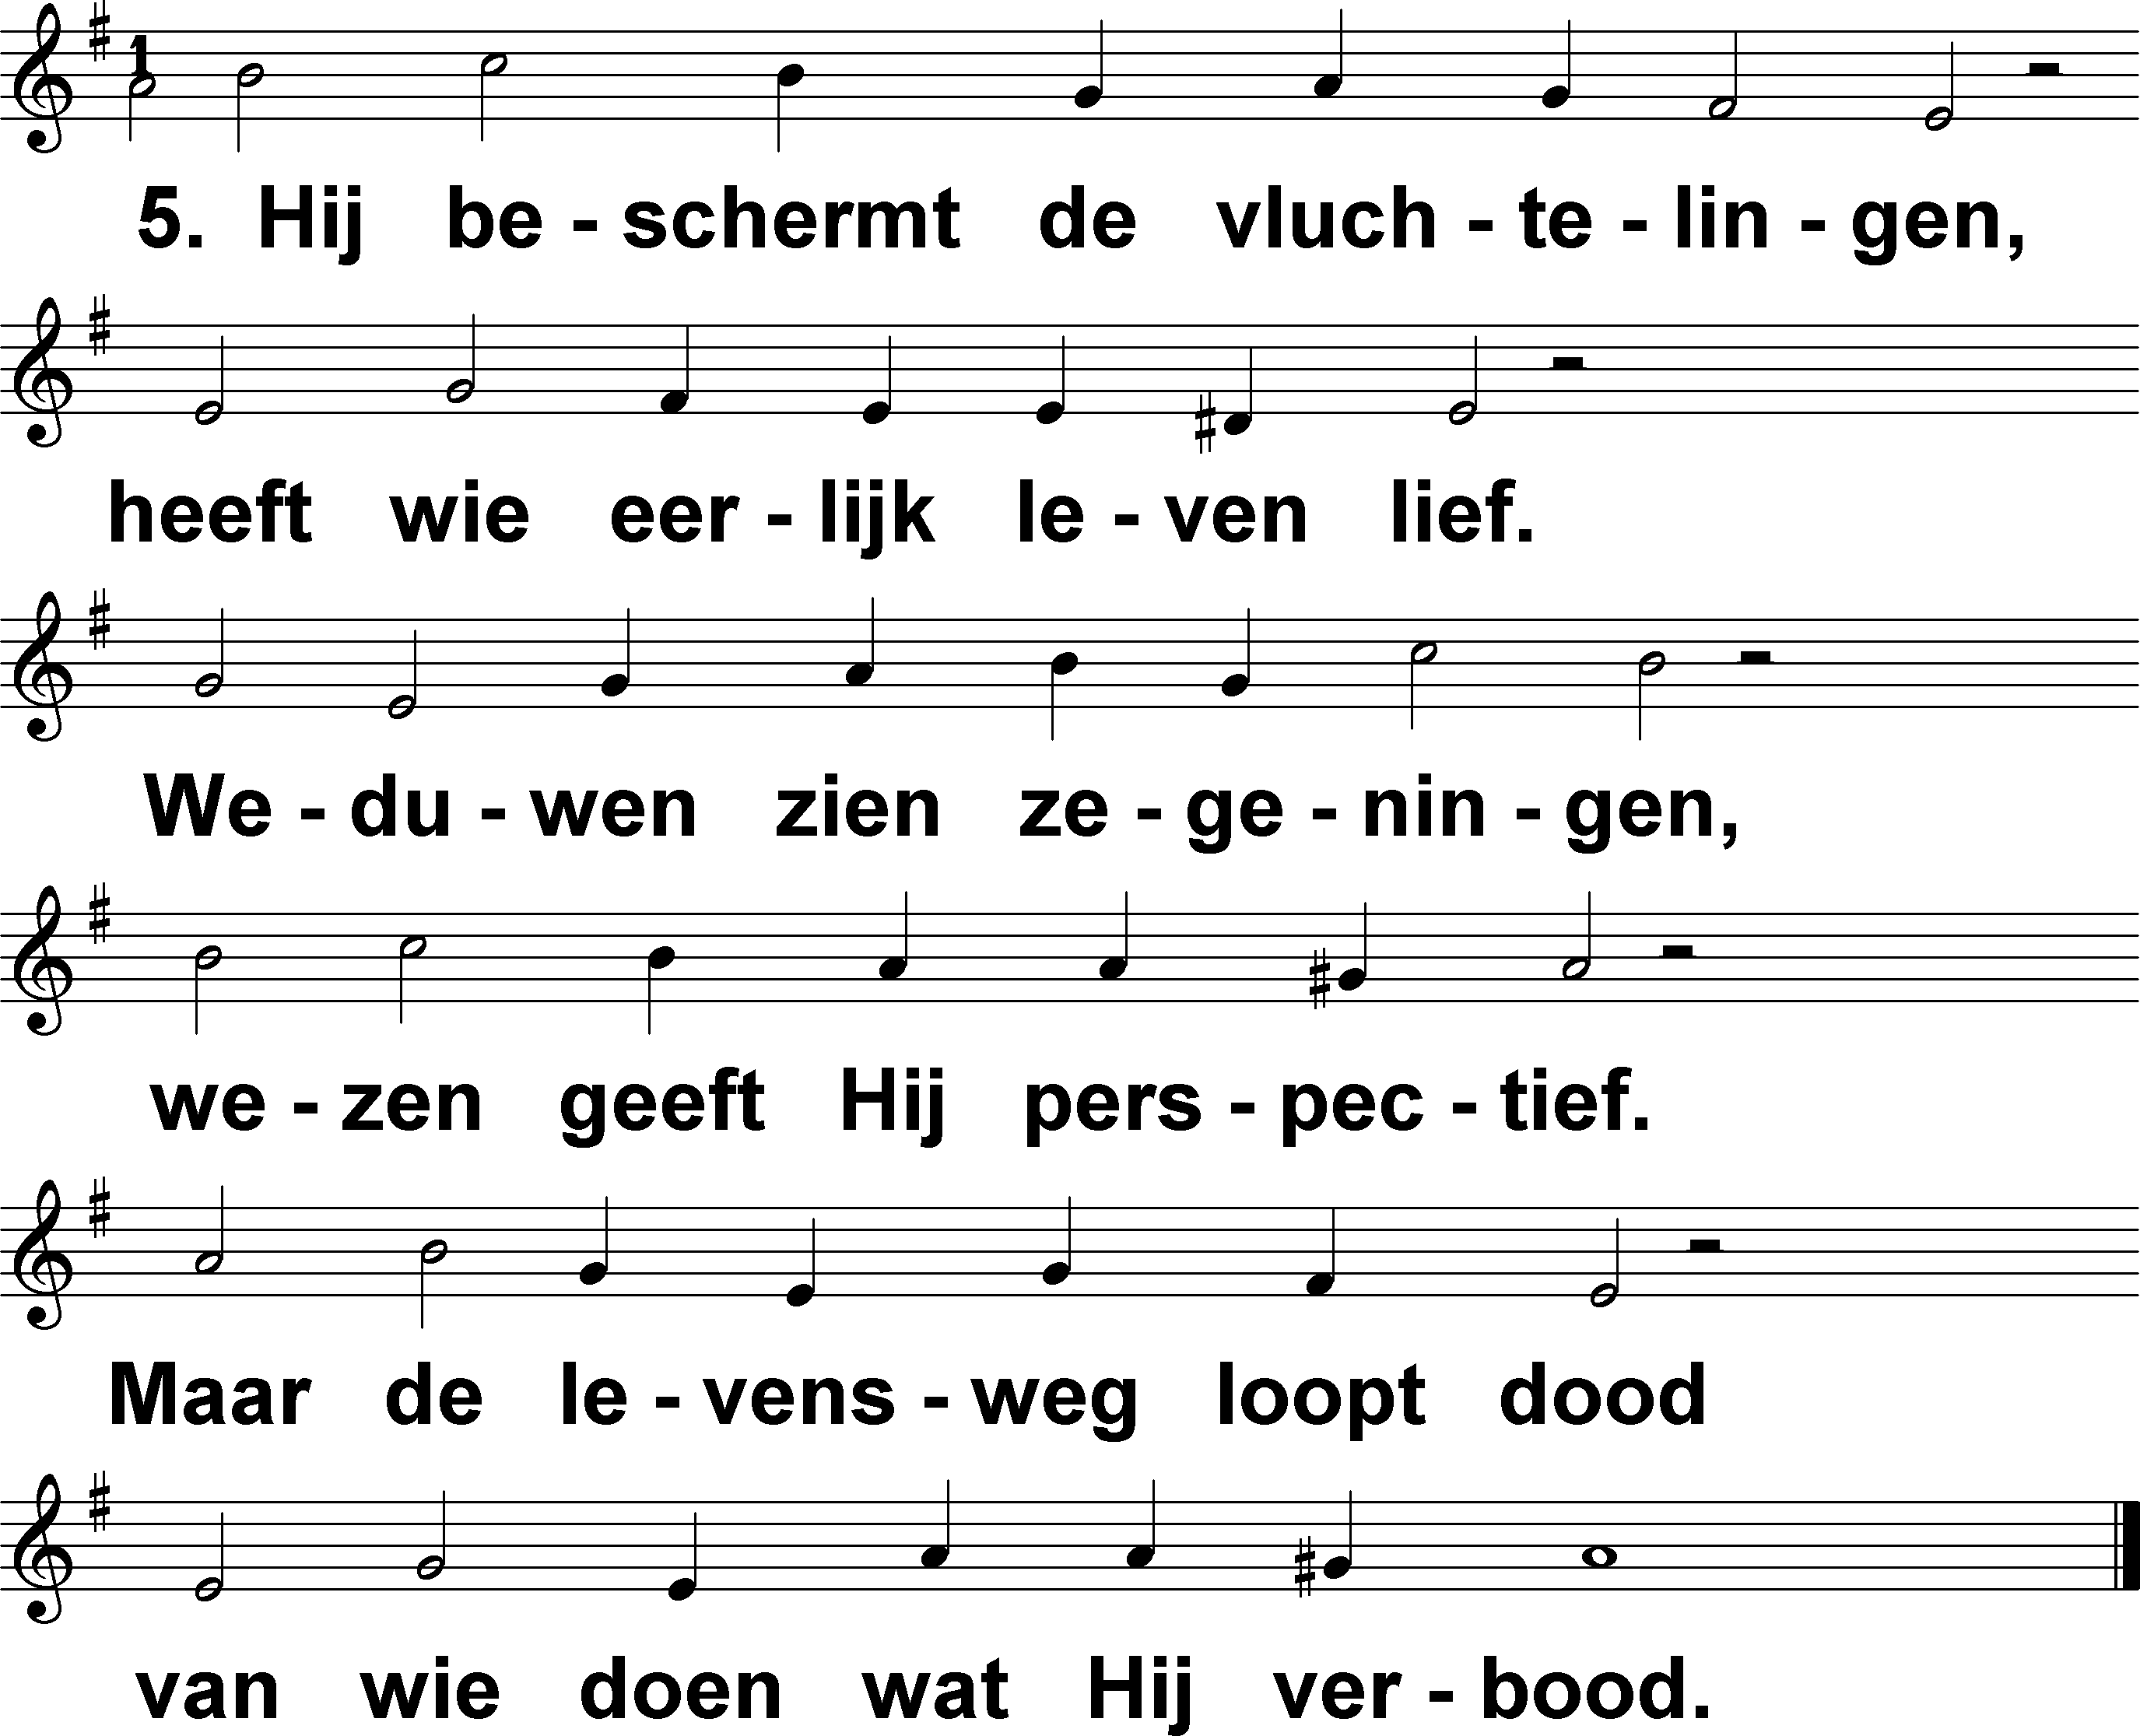 1
5. Hij be - schermt de vluch - te - lin - gen,
heeft wie eer - lijk le - ven lief.
We - du - wen zien ze - ge - nin - gen,
we - zen geeft Hij pers - pec - tief.
Maar de le - vens - weg loopt dood
van wie doen wat Hij ver - bood.